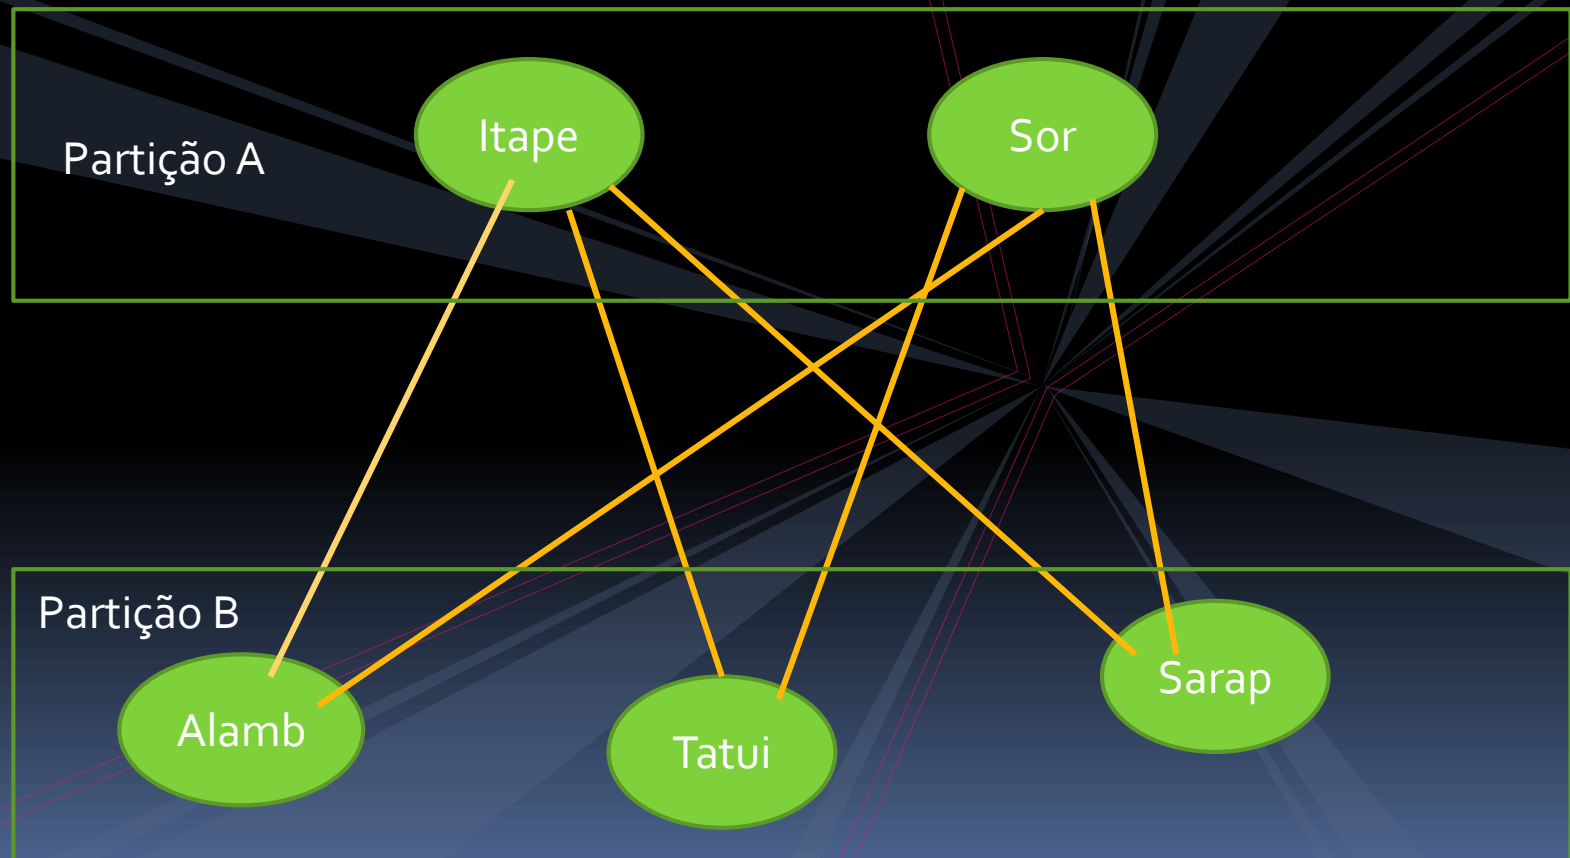 Itape
Sor
Partição A
Partição B
Sarap
Alamb
Tatui